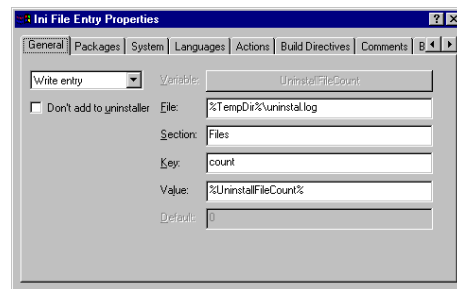 Ini File Entry Properties
General Packages System Languages Actions Build Directives Comments B
Write entry Variable: UninstallFileCount
Don't add to uninstaller File: %TempDir%\uninstal.log
Section: Files
Key: count
Value: %UninstallFileCount%
Default: 0